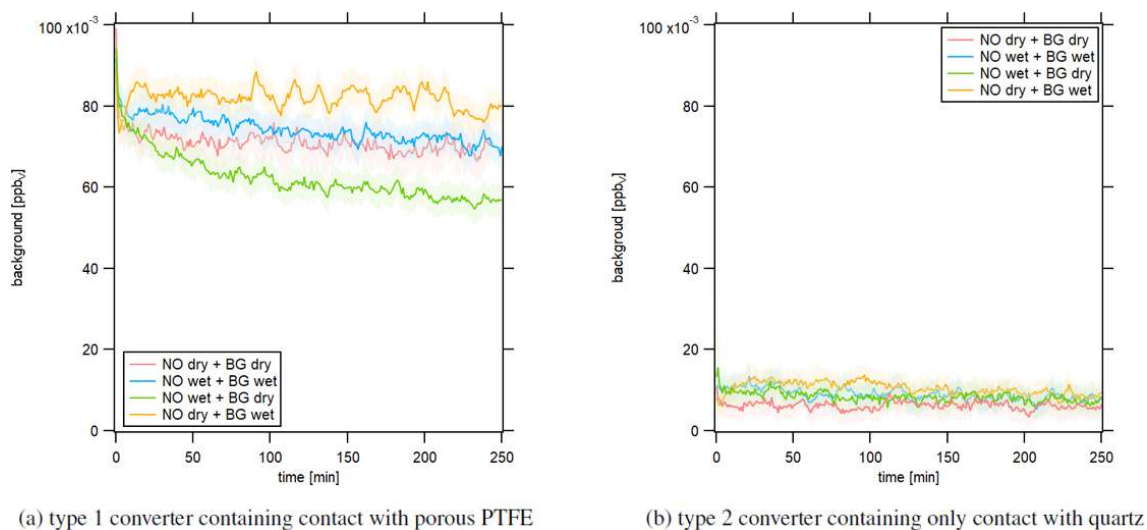 100 x10⁻³
80
60
40
20
0
background [ppbᵥ]
NO dry + BG dry
NO wet + BG wet
NO wet + BG dry
NO dry + BG wet
0
50
100
150
200
250
time [min]
(a) type 1 converter containing contact with porous PTFE
100 x10⁻³
80
60
40
20
0
backgroud [ppbᵥ]
NO dry + BG dry
NO wet + BG wet
NO wet + BG dry
NO dry + BG wet
0
50
100
150
200
250
time [min]
(b) type 2 converter containing only contact with quartz